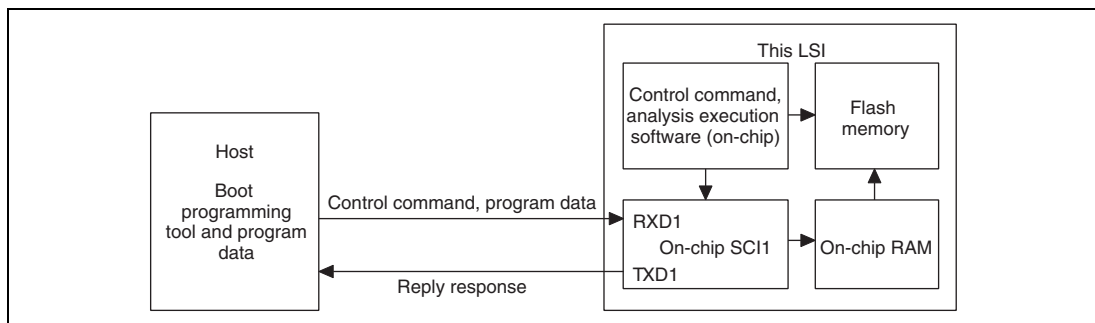 This LSI
Control command,
analysis execution
software (on-chip)
Flash
memory
Host
Boot
programming
tool and program
data
Control command, program data
RXD1
On-chip SCI1
TXD1
On-chip RAM
Reply response